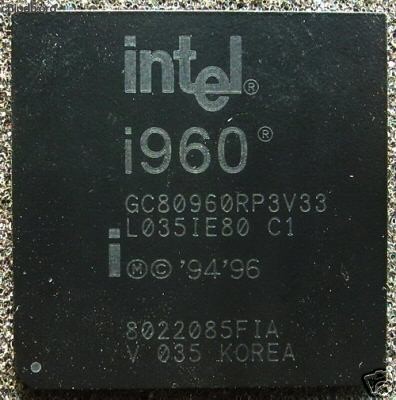 intel®
i960®
GC80960RP3V33
L035IE80 C1
i Ⓜ © '94'96
8022085FIA
V 035 KOREA